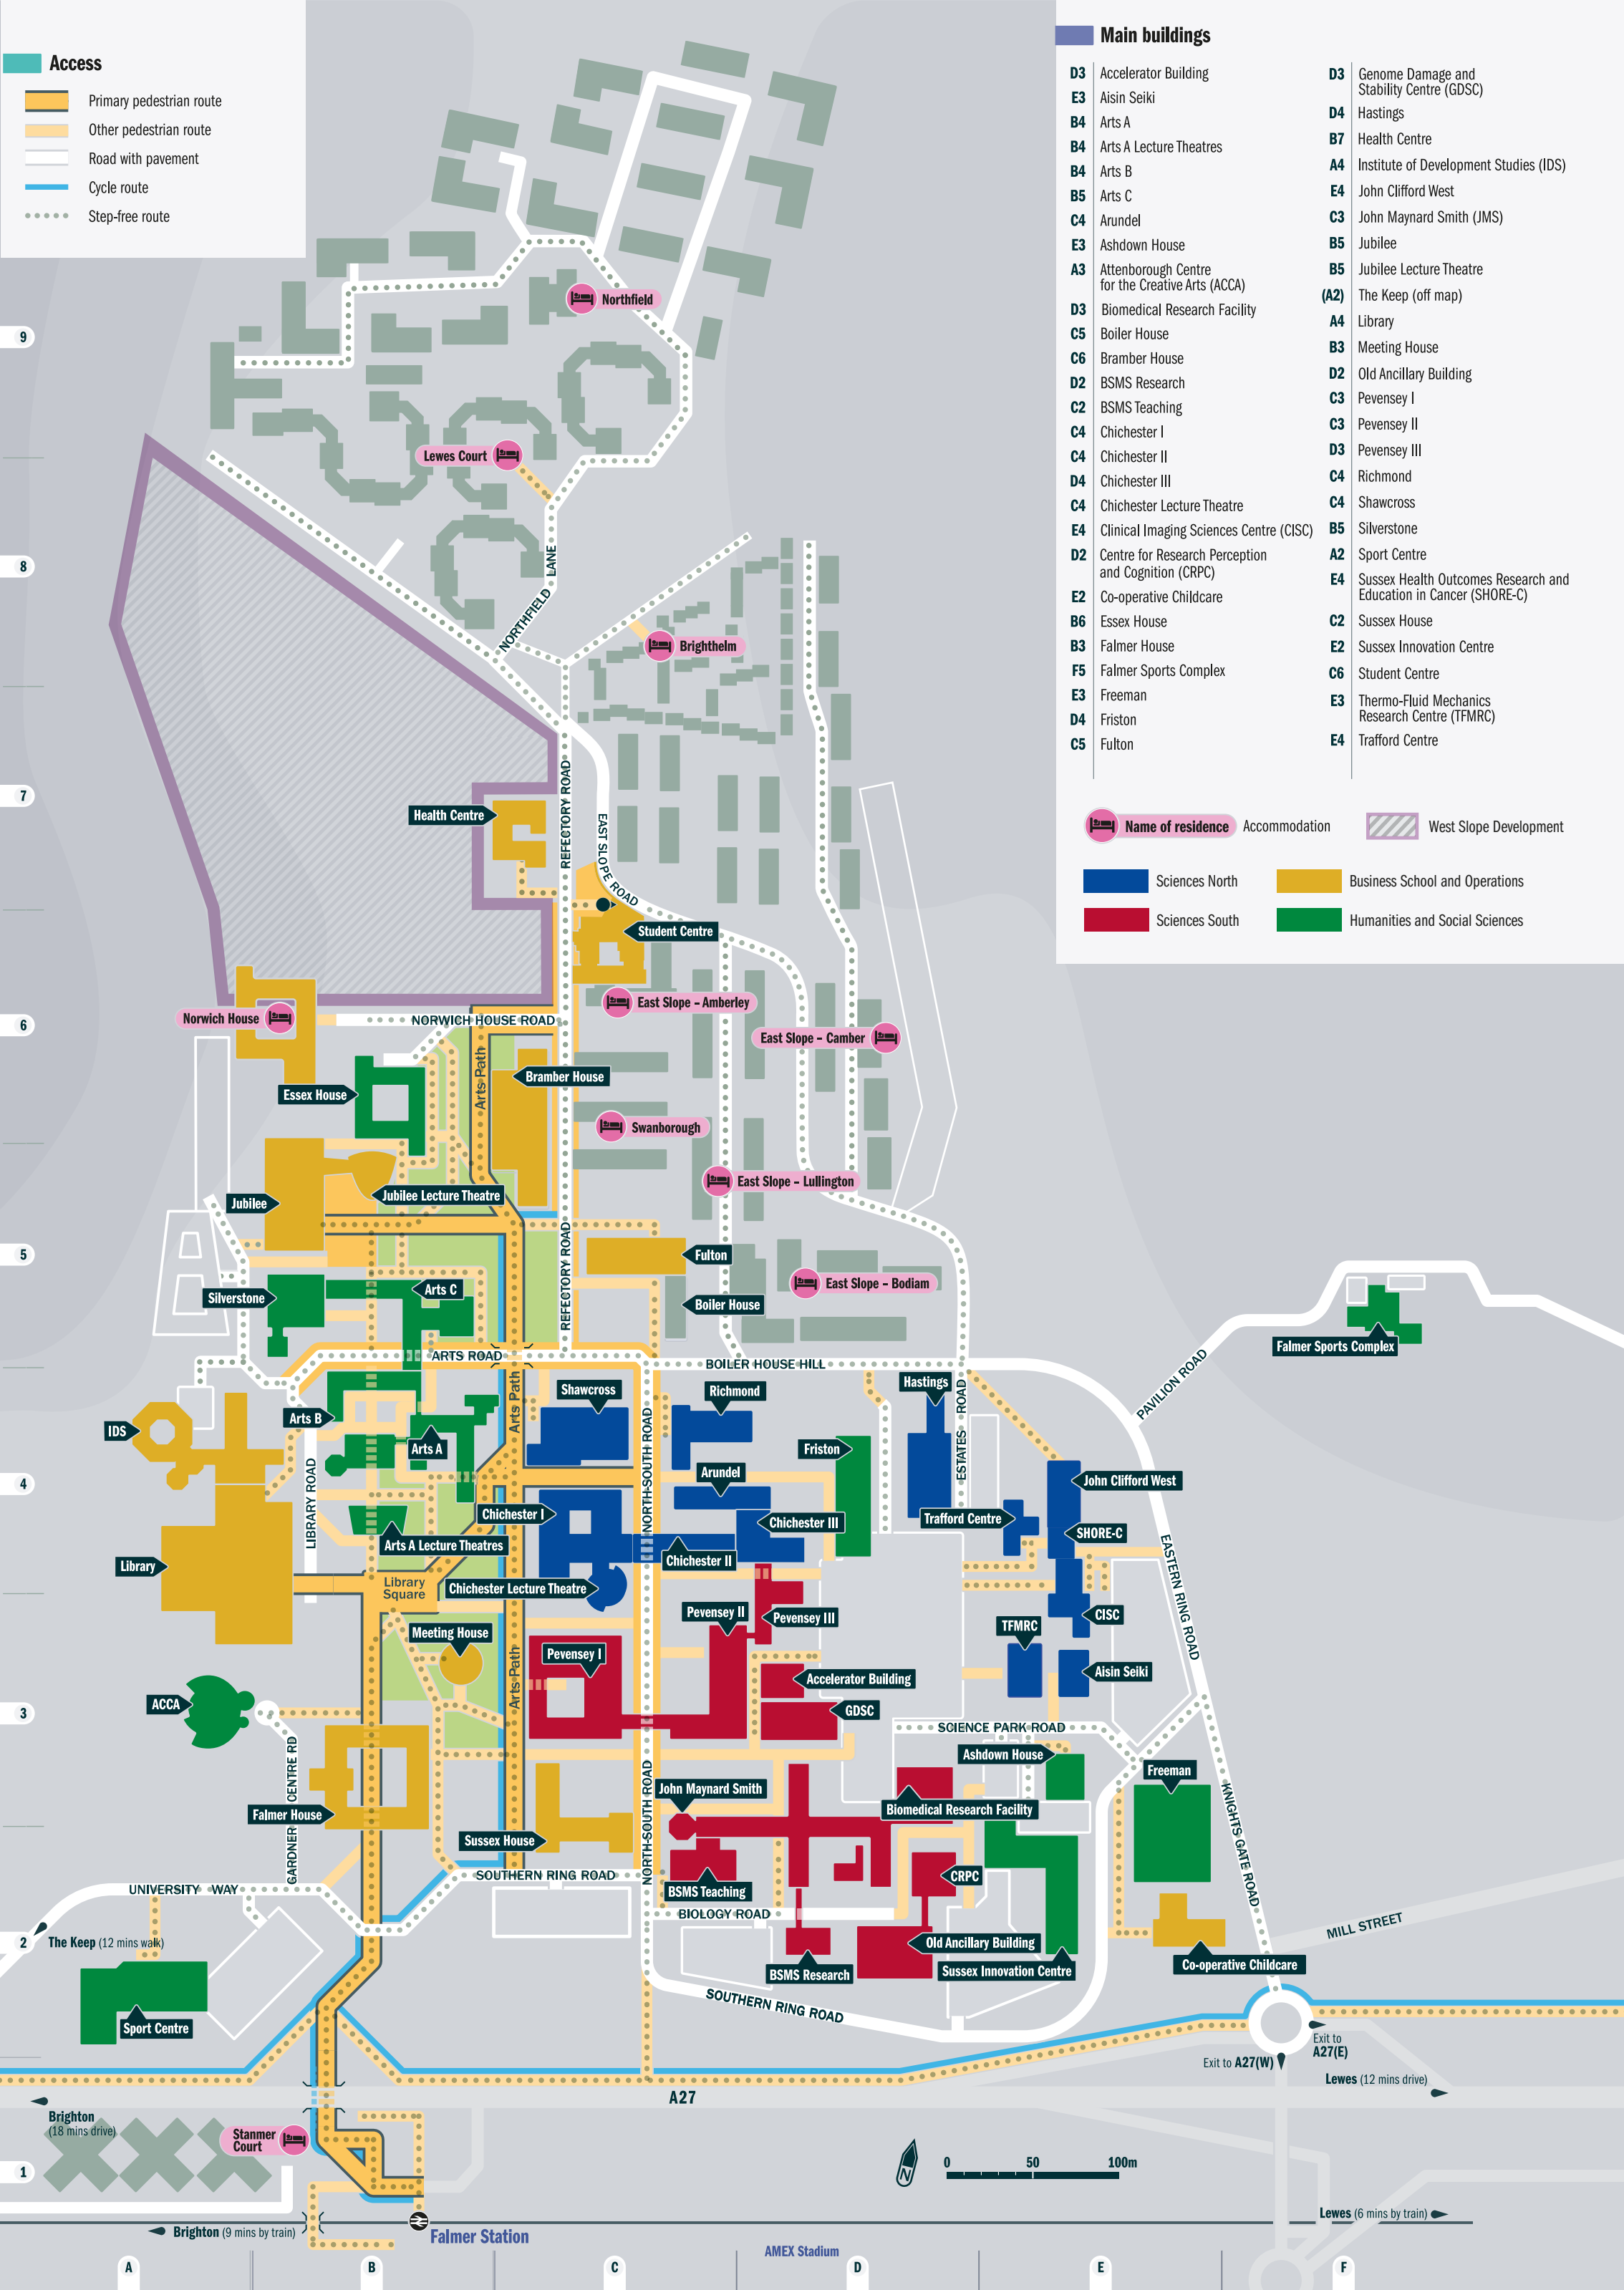 Access
Primary pedestrian route
Other pedestrian route
Road with pavement
Cycle route
Step-free route
Main buildings
D3 Accelerator Building
E3 Aisin Seiki
B4 Arts A
B4 Arts A Lecture Theatres
B4 Arts B
B5 Arts C
C4 Arundel
E3 Ashdown House
A3 Attenborough Centre
for the Creative Arts (ACCA)
D3 Biomedical Research Facility
C5 Boiler House
C6 Bramber House
D2 BSMS Research
C2 BSMS Teaching
C4 Chichester I
C4 Chichester II
D4 Chichester III
C4 Chichester Lecture Theatre
E4 Clinical Imaging Sciences Centre (CISC)
D2 Centre for Research Perception
and Cognition (CRPC)
E2 Co-operative Childcare
B6 Essex House
B3 Falmer House
F5 Falmer Sports Complex
E3 Freeman
D4 Friston
C5 Fulton
D3 Genome Damage and
Stability Centre (GDSC)
D4 Hastings
B7 Health Centre
A4 Institute of Development Studies (IDS)
E4 John Clifford West
C3 John Maynard Smith (JMS)
B5 Jubilee
B5 Jubilee Lecture Theatre
(A2) The Keep (off map)
A4 Library
B3 Meeting House
D2 Old Ancillary Building
C3 Pevensey I
C3 Pevensey II
D3 Pevensey III
C4 Richmond
C4 Shawcross
B5 Silverstone
A2 Sport Centre
E4 Sussex Health Outcomes Research and
Education in Cancer (SHORE-C)
C2 Sussex House
E2 Sussex Innovation Centre
C6 Student Centre
E3 Thermo-Fluid Mechanics
Research Centre (TFMRC)
E4 Trafford Centre
Name of residence Accommodation
West Slope Development
Sciences North
Business School and Operations
Sciences South
Humanities and Social Sciences
Northfield
9
Lewes Court
LANE
8
NORTHFIELD
Brighthelm
7
REFECTORY ROAD
Health Centre
EAST SLOPE ROAD
Student Centre
East Slope – Amberley
Norwich House
NORWICH HOUSE ROAD
6
East Slope – Camber
Arts Path
Bramber House
Essex House
Swanborough
East Slope – Lullington
Jubilee Lecture Theatre
Jubilee
REFECTORY ROAD
5
Fulton
East Slope – Bodiam
Arts C
Silverstone
Boiler House
Falmer Sports Complex
ARTS ROAD
BOILER HOUSE HILL
PAVILION ROAD
Hastings
Shawcross
Richmond
Arts Path
ESTATES ROAD
Arts B
IDS
Arts A
Friston
Arundel
John Clifford West
4
LIBRARY ROAD
NORTH-SOUTH ROAD
Chichester I
Chichester III
Trafford Centre
SHORE-C
Arts A Lecture Theatres
Chichester II
Library
Library
Square
Chichester Lecture Theatre
EASTERN RING ROAD
Pevensey II
Pevensey III
CISC
TFMRC
Meeting House
Pevensey I
Arts Path
Aisin Seiki
Accelerator Building
ACCA
GDSC
3
SCIENCE PARK ROAD
Ashdown House
GARDNER CENTRE RD
Freeman
John Maynard Smith
NORTH-SOUTH ROAD
Biomedical Research Facility
Falmer House
KNIGHTS GATE ROAD
Sussex House
SOUTHERN RING ROAD
CRPC
BSMS Teaching
UNIVERSITY WAY
BIOLOGY ROAD
MILL STREET
2
The Keep (12 mins walk)
Old Ancillary Building
Co-operative Childcare
BSMS Research
Sussex Innovation Centre
SOUTHERN RING ROAD
Sport Centre
Exit to
A27(E)
Exit to A27(W)
Lewes (12 mins drive)
A27
Brighton
(18 mins drive)
Stanmer
Court
N
0 50 100m
1
Lewes (6 mins by train)
Brighton (9 mins by train)
Falmer Station
AMEX Stadium
A B C D E F